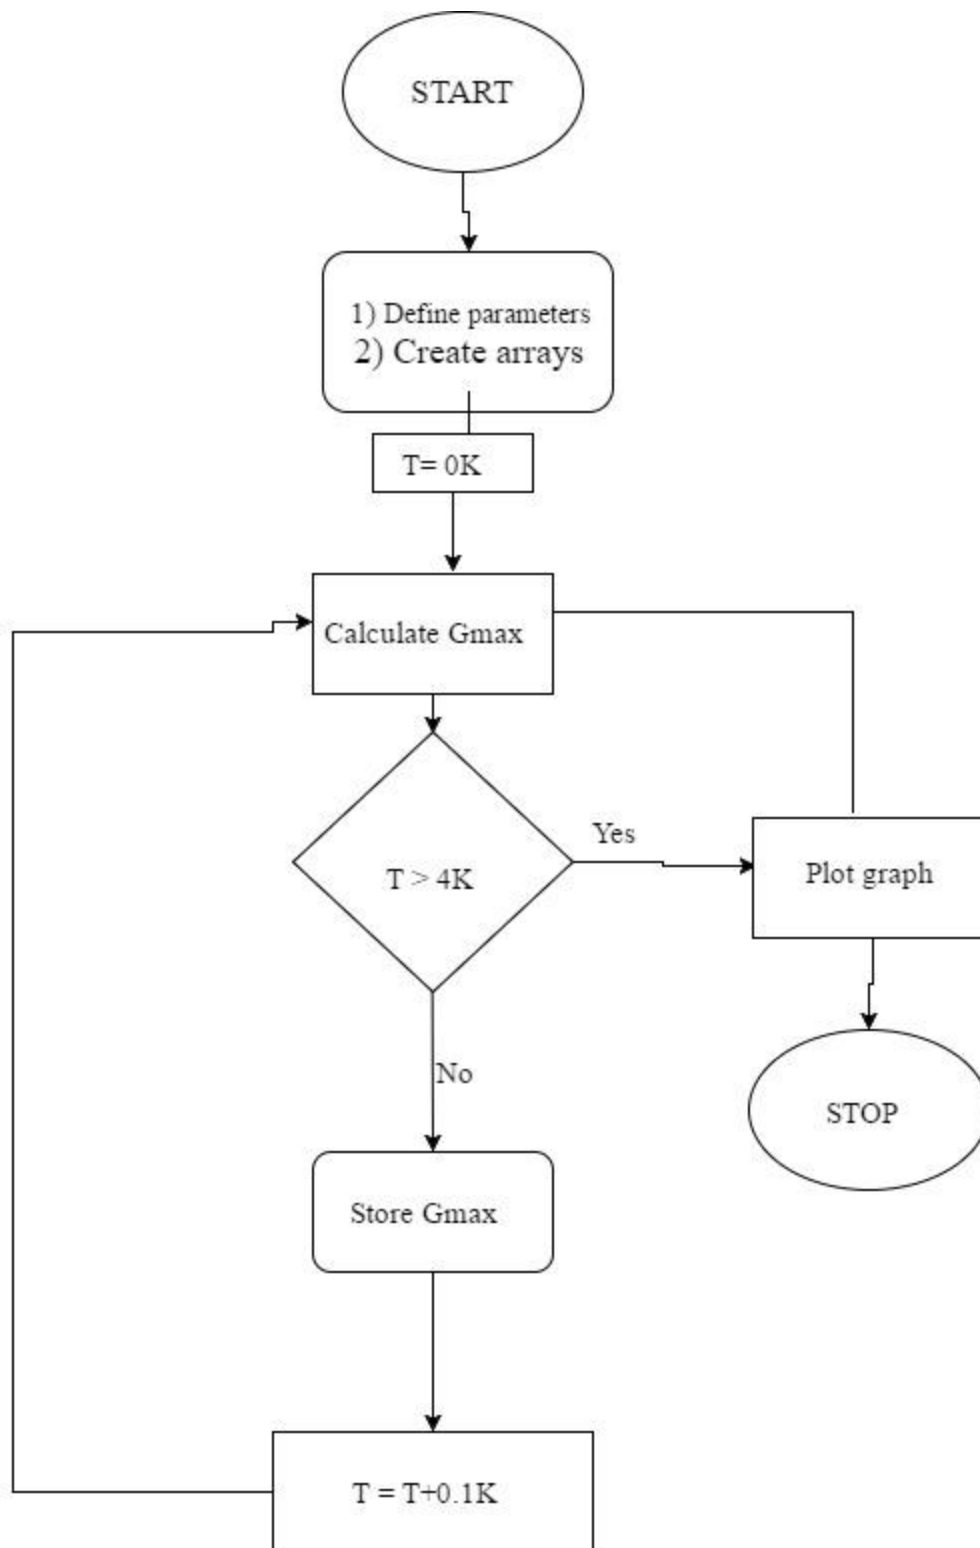 START
1) Define parameters
2) Create arrays
T= 0K
Calculate Gmax
T > 4K
Yes
Plot graph
No
STOP
Store Gmax
T = T+0.1K